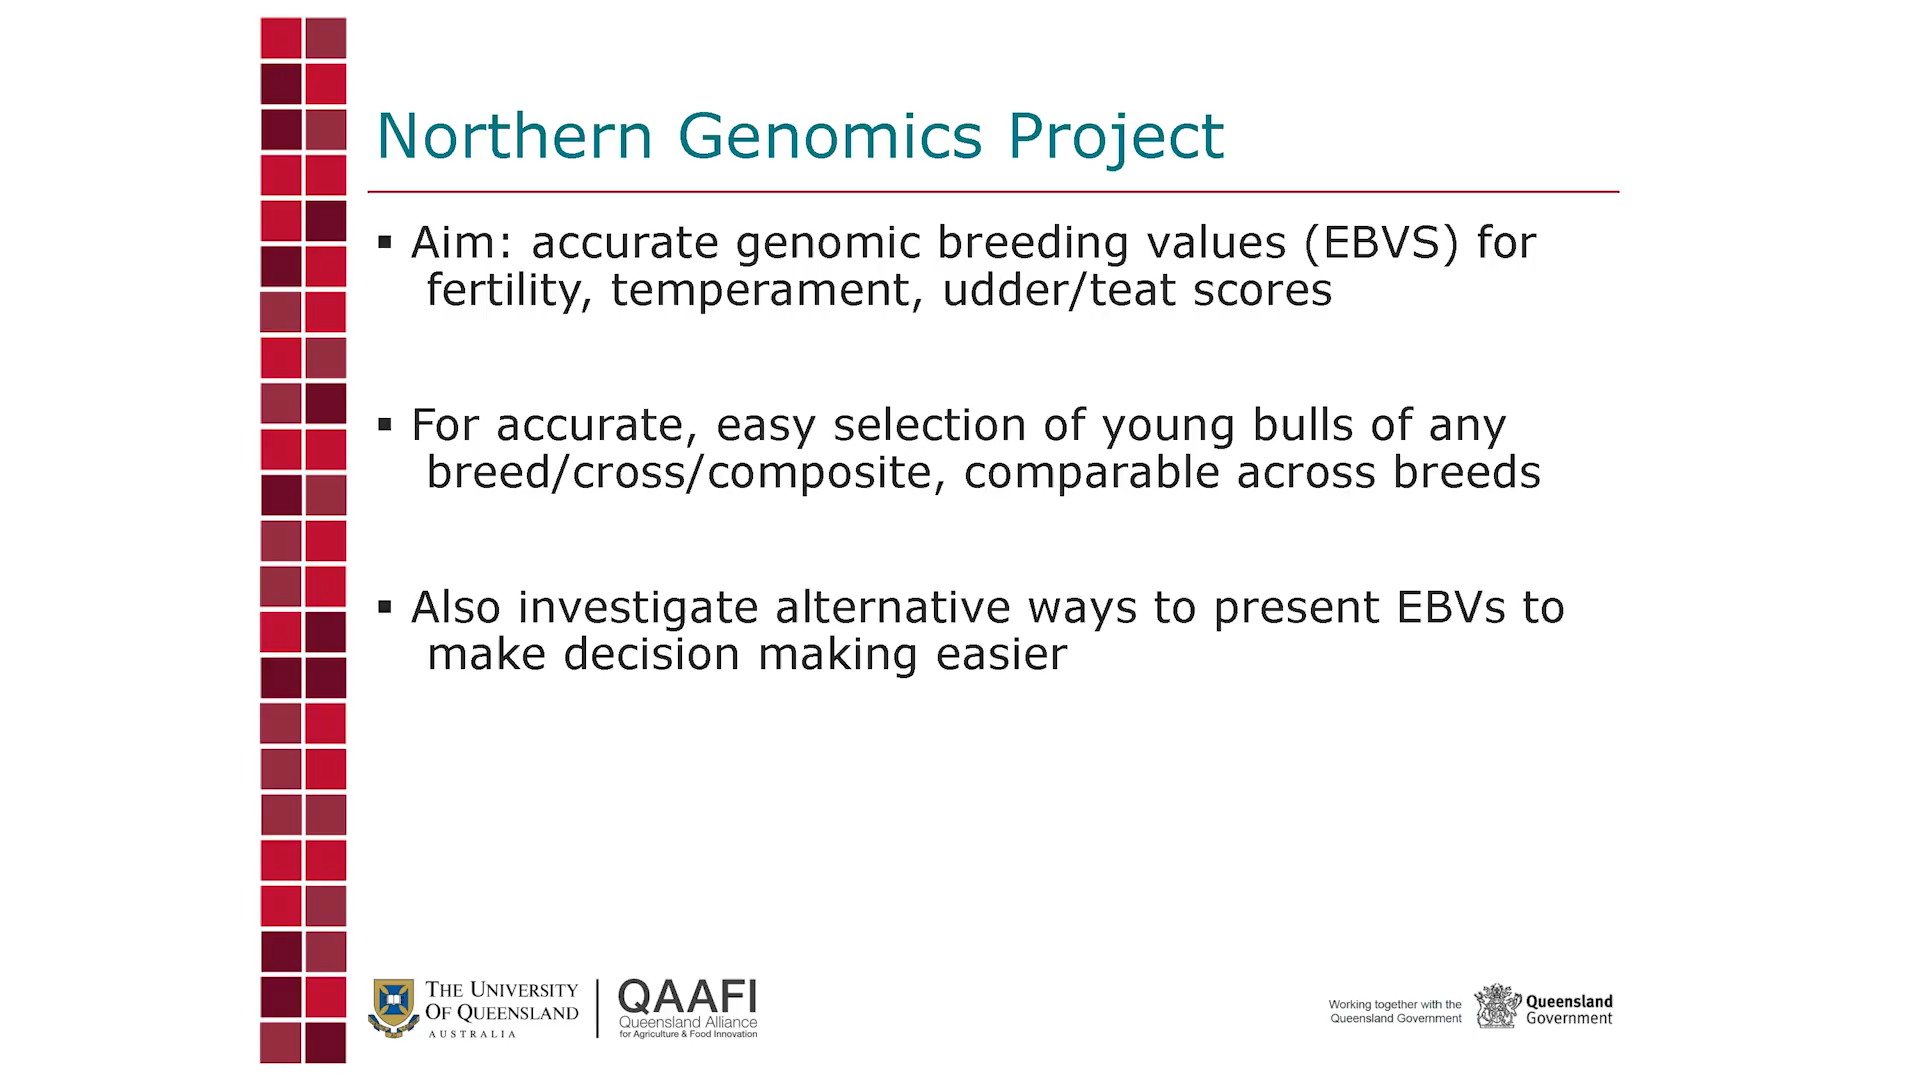 Northern Genomics Project
▪ Aim: accurate genomic breeding values (EBVS) for
fertility, temperament, udder/teat scores
▪ For accurate, easy selection of young bulls of any
breed/cross/composite, comparable across breeds
▪ Also investigate alternative ways to present EBVs to
make decision making easier
THE UNIVERSITY
OF QUEENSLAND
AUSTRALIA
QAAFI
Queensland Alliance
for Agriculture & Food Innovation
Working together with the
Queensland Government
Queensland
Government